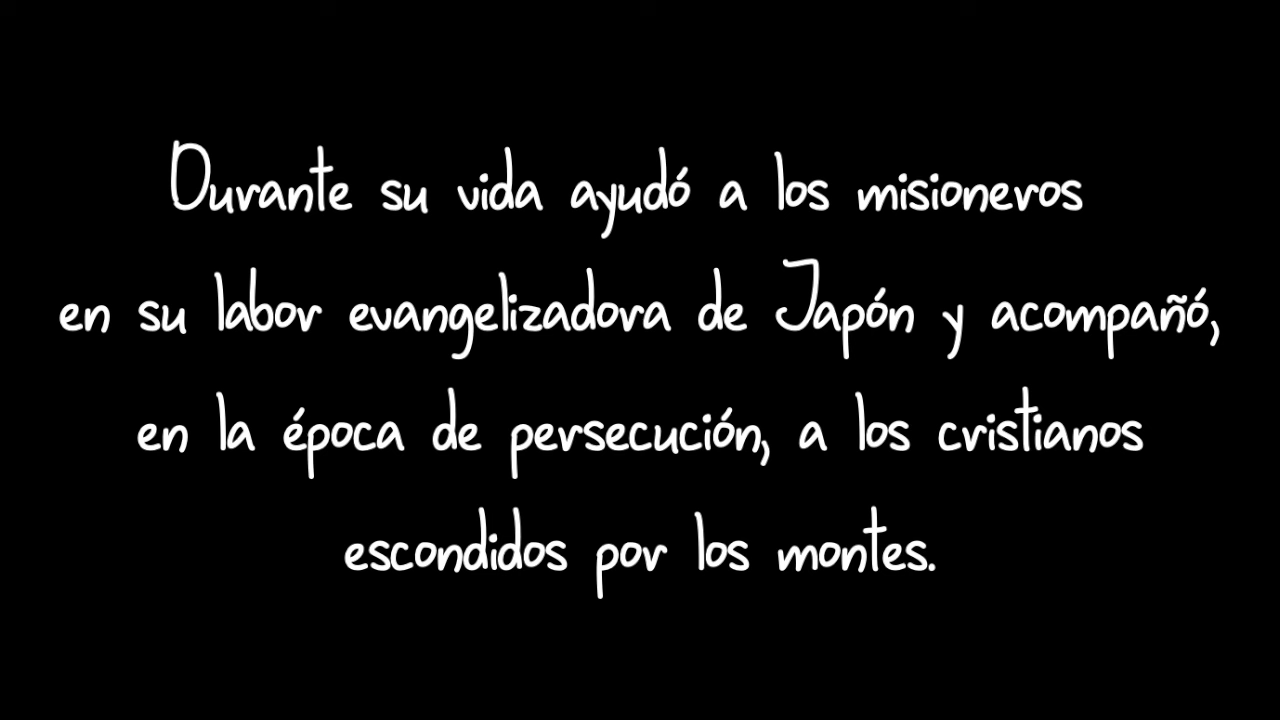 Durante su vida ayudó a los misioneros
en su labor evangelizadora de Japón y acompañó,
en la época de persecución, a los cristianos
escondidos por los montes.